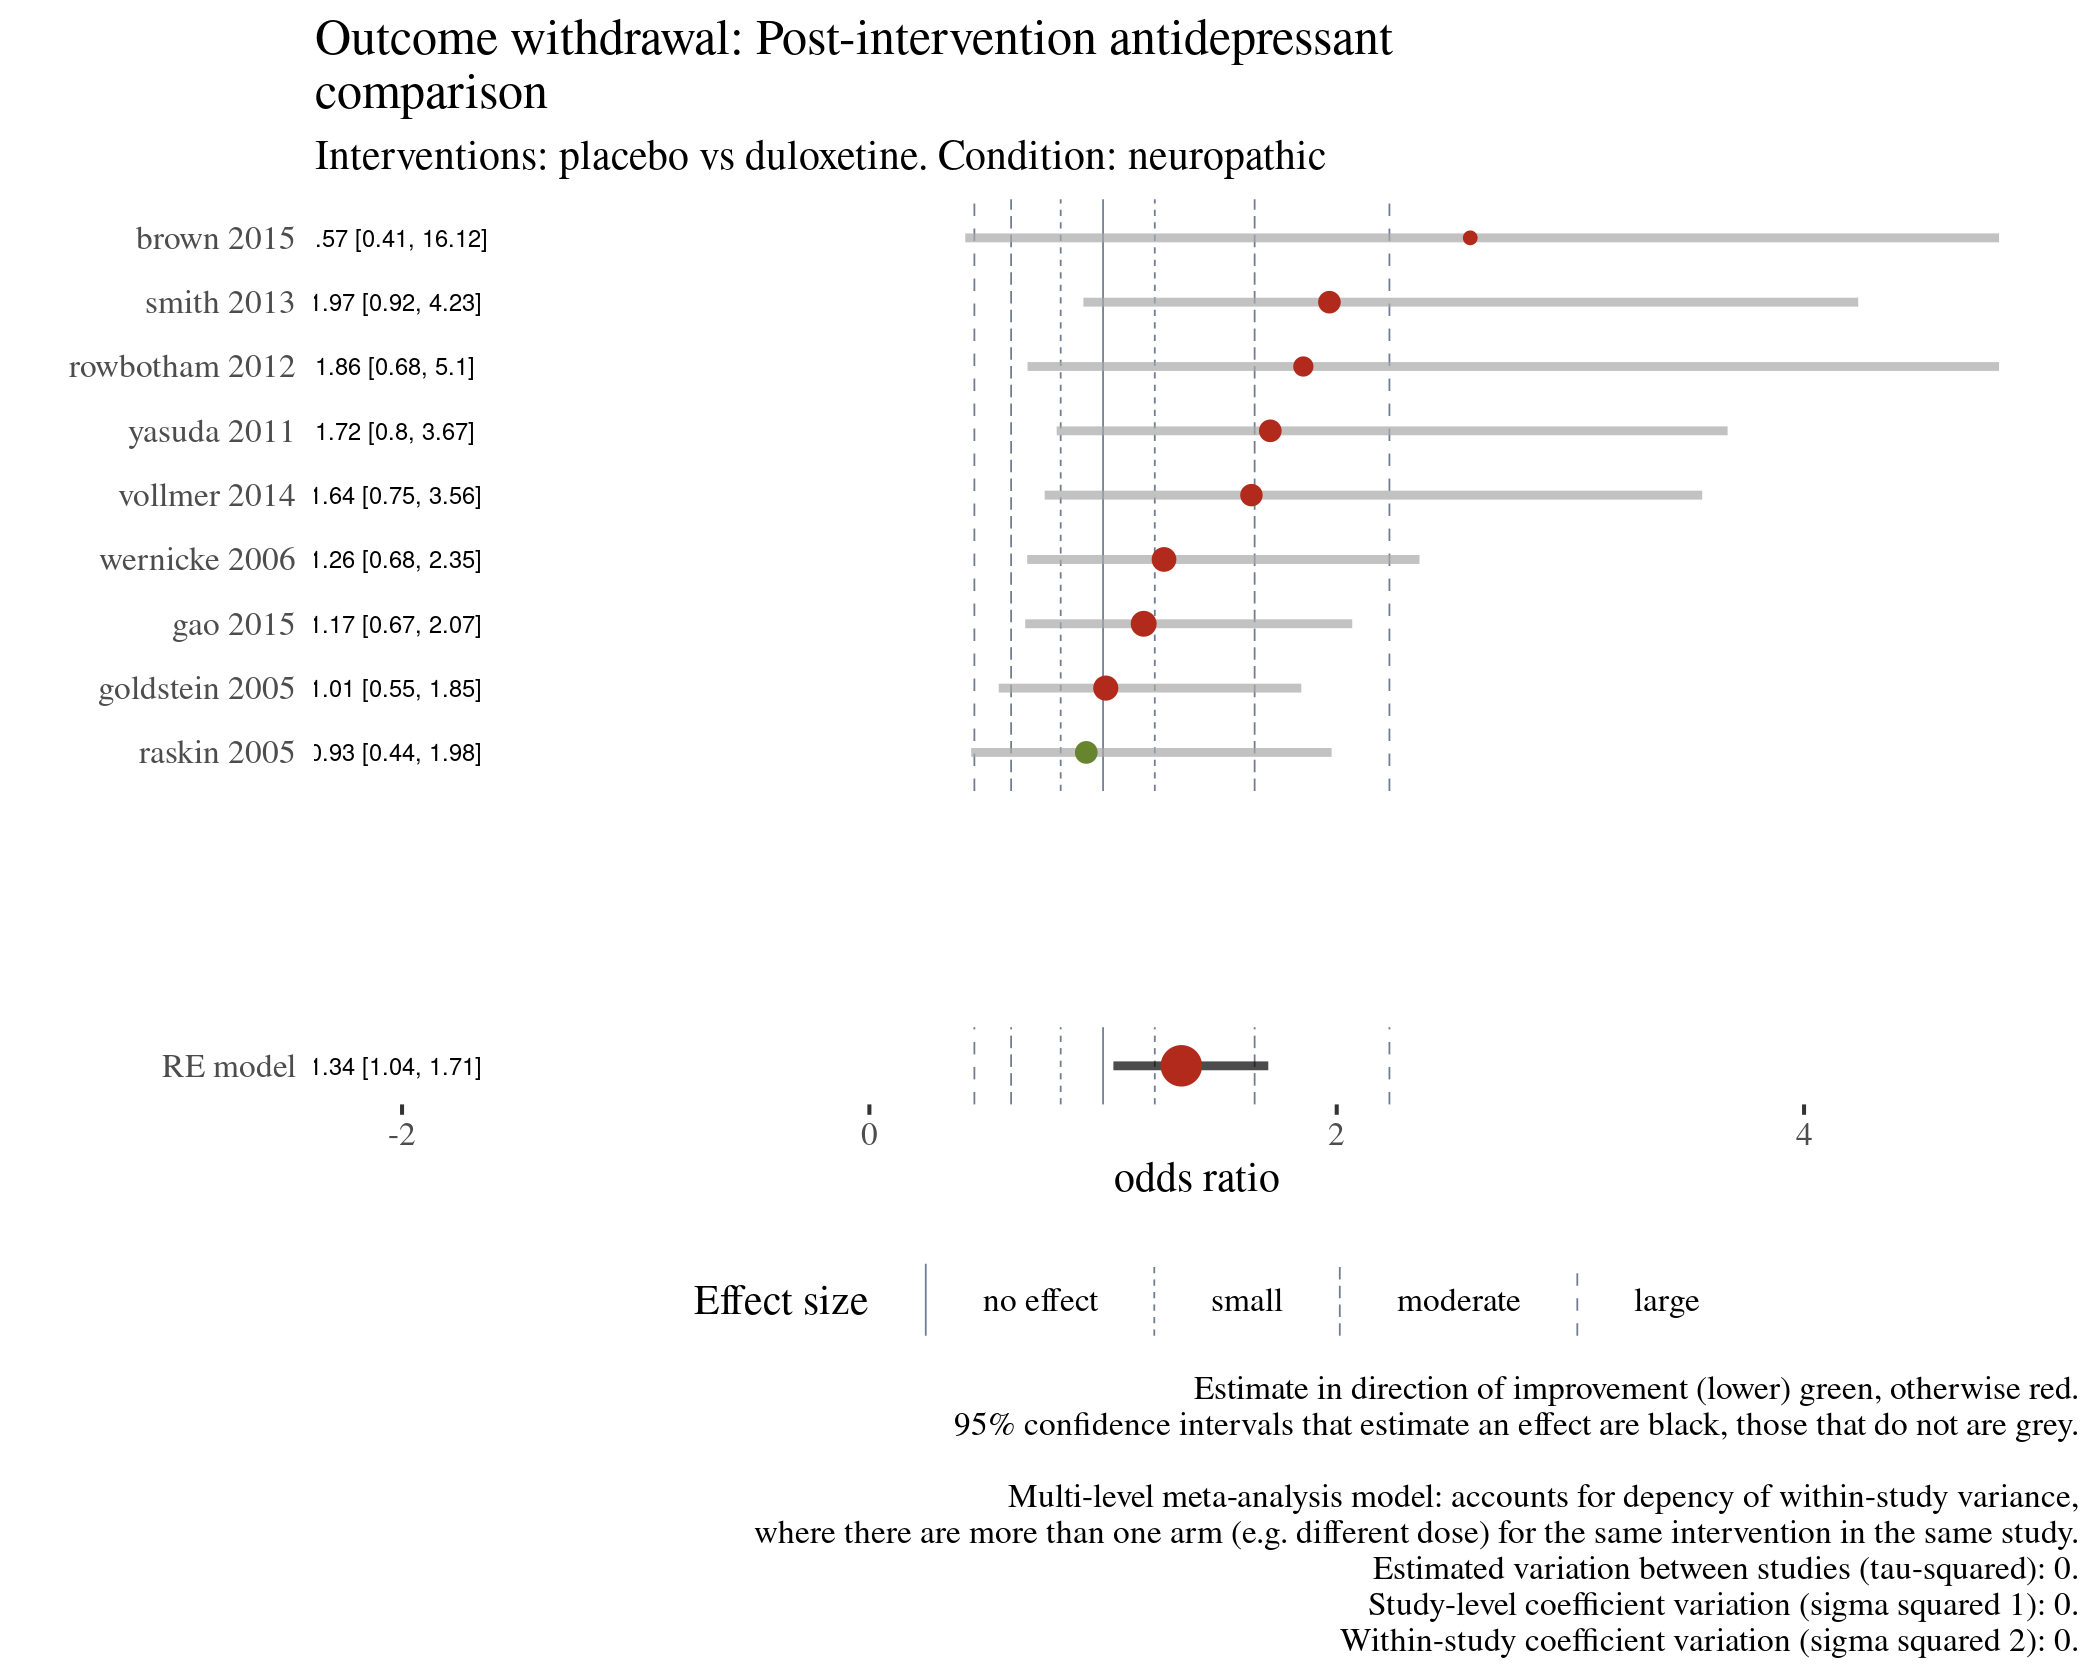 Outcome withdrawal: Post-intervention antidepressant
comparison
Interventions: placebo vs duloxetine. Condition: neuropathic
brown 2015 .57 [0.41, 16.12]
smith 2013 1.97 [0.92, 4.23]
rowbotham 2012 1.86 [0.68, 5.1]
yasuda 2011 1.72 [0.8, 3.67]
vollmer 2014 1.64 [0.75, 3.56]
wernicke 2006 1.26 [0.68, 2.35]
gao 2015 1.17 [0.67, 2.07]
goldstein 2005 1.01 [0.55, 1.85]
raskin 2005 0.93 [0.44, 1.98]
RE model 1.34 [1.04, 1.71]
-2 0 2 4
odds ratio
Effect size no effect small moderate large
Estimate in direction of improvement (lower) green, otherwise red.
95% confidence intervals that estimate an effect are black, those that do not are grey.
Multi-level meta-analysis model: accounts for depency of within-study variance,
where there are more than one arm (e.g. different dose) for the same intervention in the same study.
Estimated variation between studies (tau-squared): 0.
Study-level coefficient variation (sigma squared 1): 0.
Within-study coefficient variation (sigma squared 2): 0.